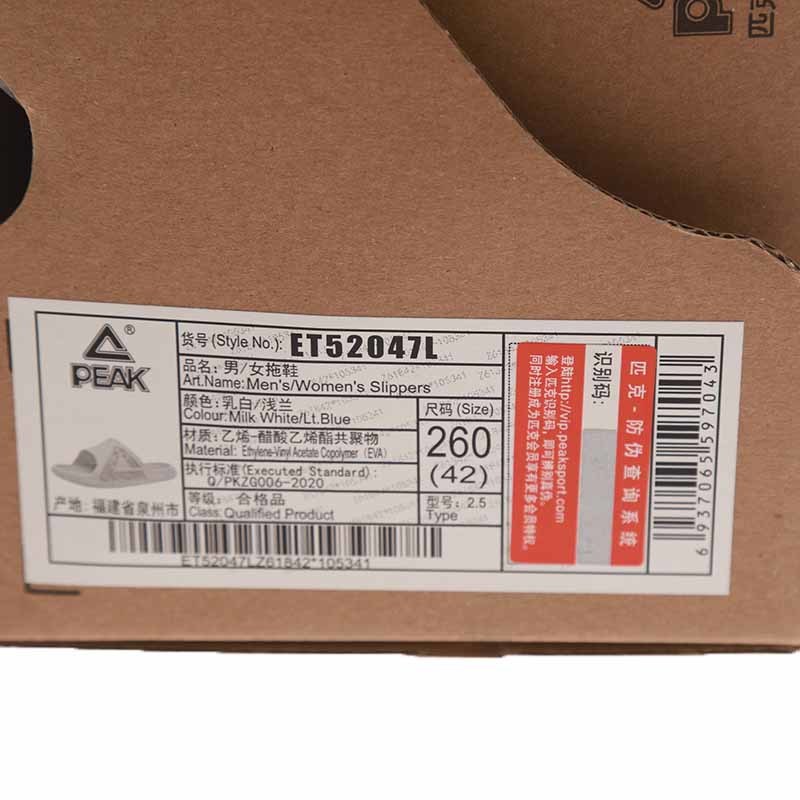 匹克
®
PEAK
货号(Style No.): ET52047L
品名: 男/女拖鞋
Art.Name: Men's/Women's Slippers
颜色: 乳白/浅兰
Colour: Milk White/Lt.Blue
材质: 乙烯-醋酸乙烯酯共聚物
Material: Ethylene-Vinyl Acetate Copolymer (EVA)
执行标准(Executed Standard):
Q/PKZG006-2020
等级: 合格品
Class: Qualified Product
尺码 (Size)
260
(42)
型号: 2.5
Type
产地: 福建省泉州市
ET52047LZ61842*105341
匹克-防伪查询系统
识别码:
登陆http://vip.peaksport.com,
输入匹克识别码,即可辨别真伪。
同时注册成为匹克会员享有更多会员特权。
6 937065 597043